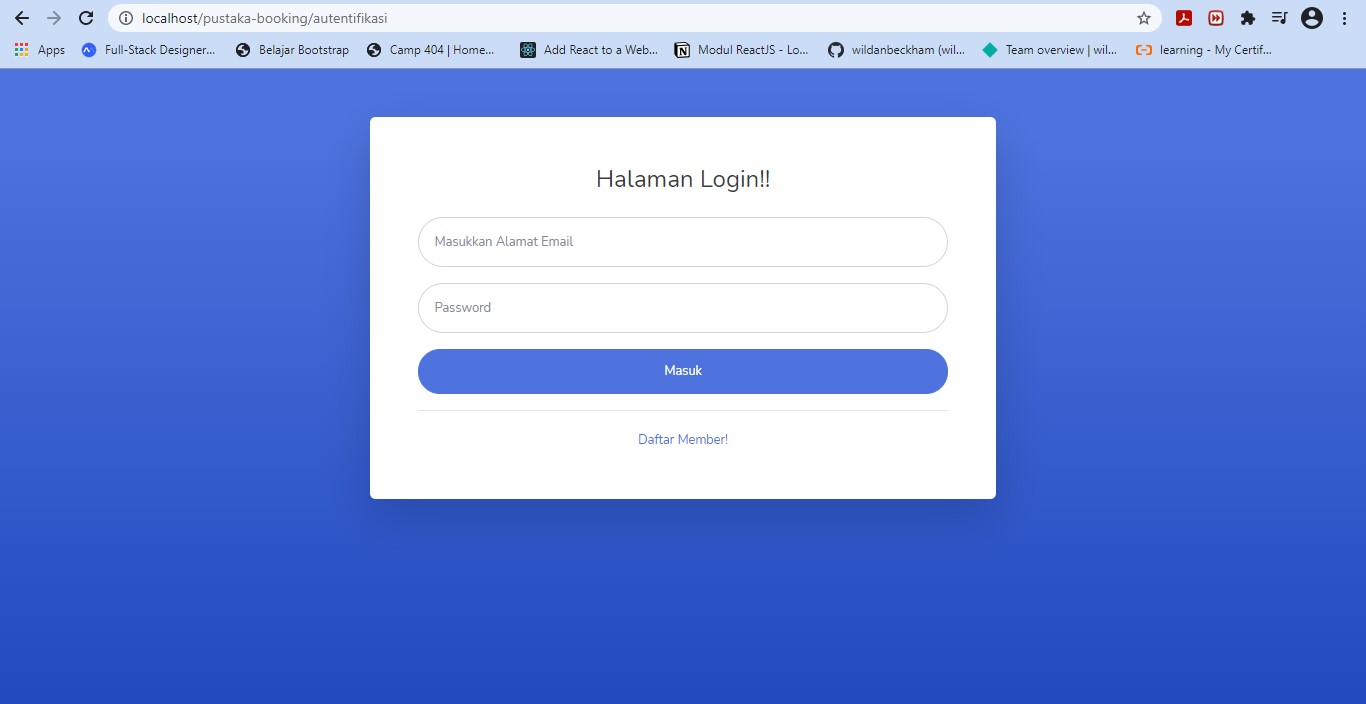 localhost/pustaka-booking/autentifikasi
Apps Full-Stack Designer... Belajar Bootstrap Camp 404 | Home... Add React to a Web... Modul ReactJS - Lo... wildanbeckham (wil... Team overview | wil... learning - My Certif...
Halaman Login!!
Masukkan Alamat Email
Password
Masuk
Daftar Member!